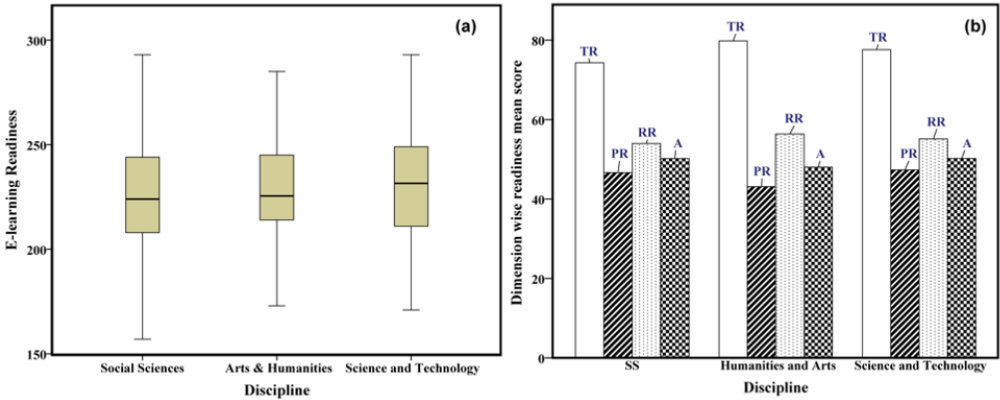 (a)
E-learning Readiness
300
250
200
150
Social Sciences
Arts & Humanities
Science and Technology
Discipline
(b)
Dimension wise readiness mean score
80
60
40
20
0
TR
PR
RR
A
TR
PR
RR
A
TR
PR
RR
A
SS
Humanities and Arts
Science and Technology
Discipline